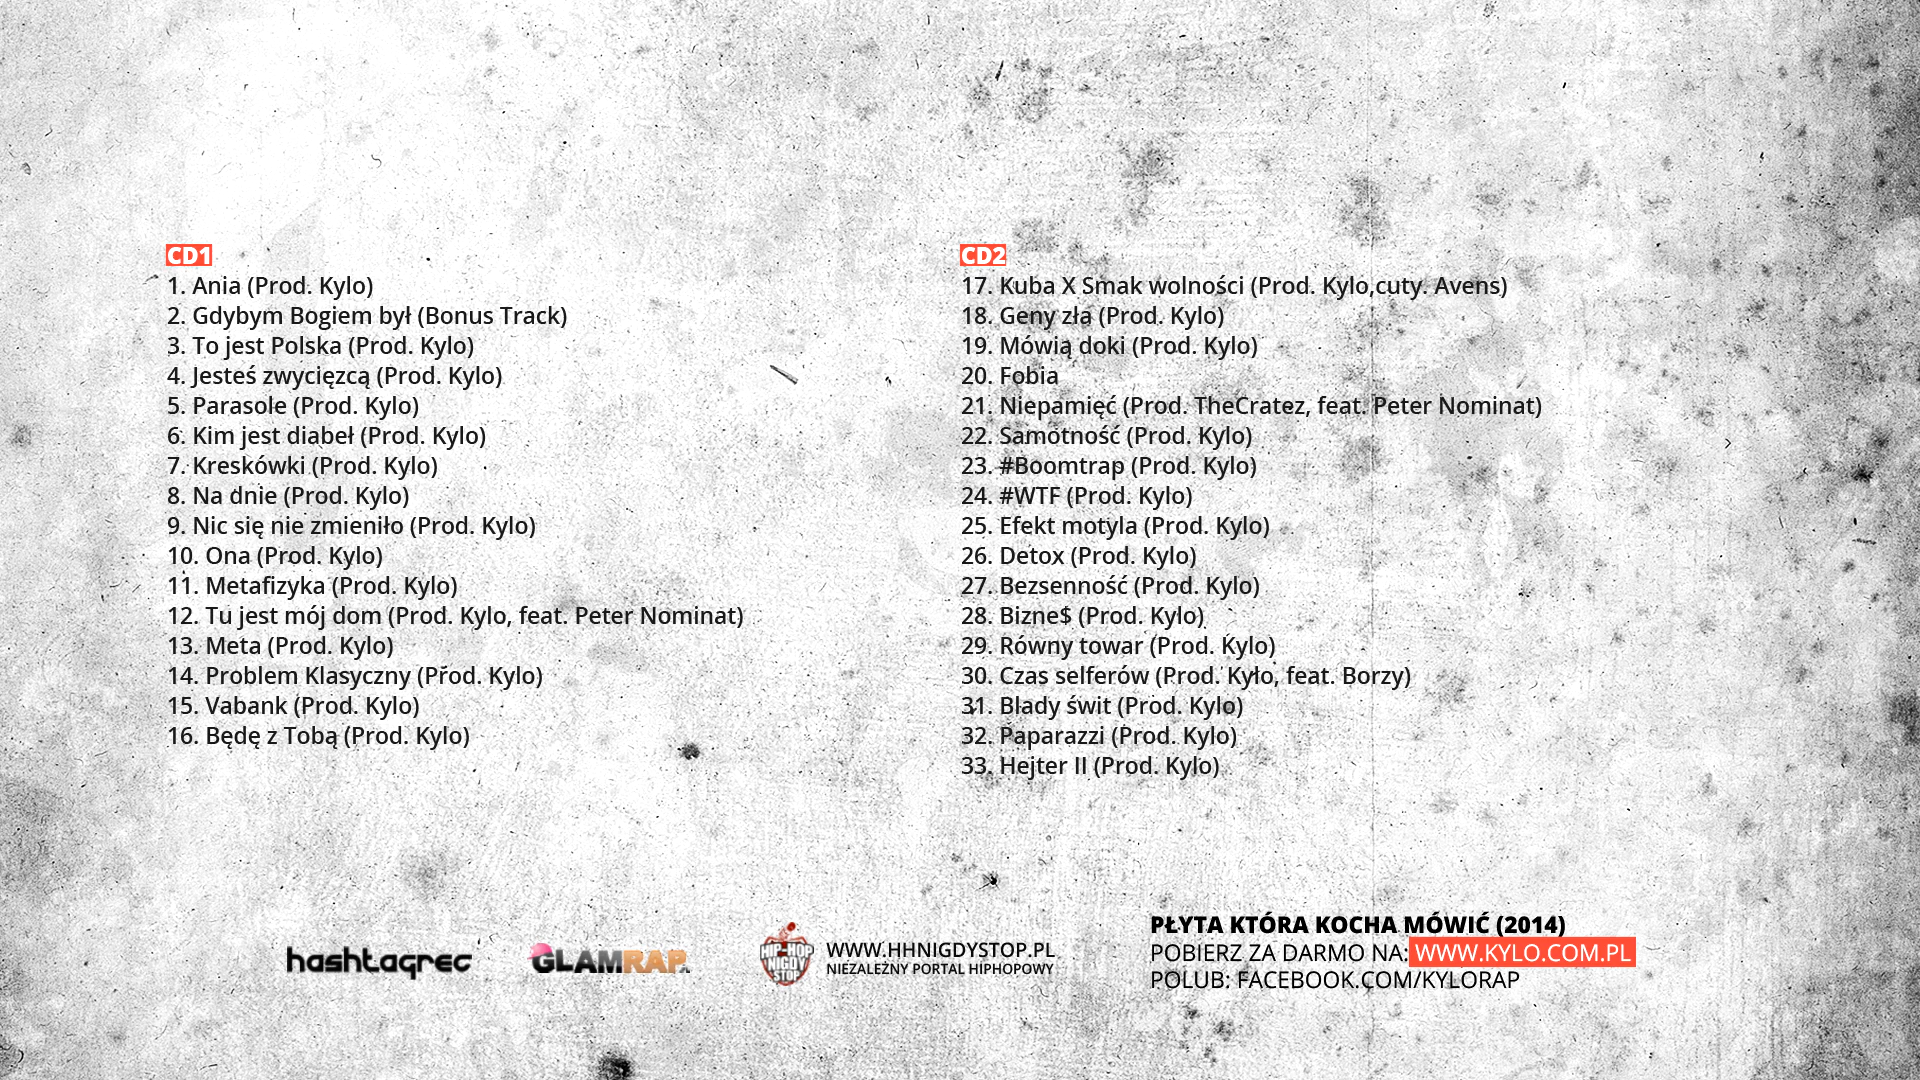 CD1
1. Ania (Prod. Kylo)
2. Gdybym Bogiem był (Bonus Track)
3. To jest Polska (Prod. Kylo)
4. Jesteś zwycięzcą (Prod. Kylo)
5. Parasole (Prod. Kylo)
6. Kim jest diabeł (Prod. Kylo)
7. Kreskówki (Prod. Kylo)
8. Na dnie (Prod. Kylo)
9. Nic się nie zmieniło (Prod. Kylo)
10. Ona (Prod. Kylo)
11. Metafizyka (Prod. Kylo)
12. Tu jest mój dom (Prod. Kylo, feat. Peter Nominat)
13. Meta (Prod. Kylo)
14. Problem Klasyczny (Prod. Kylo)
15. Vabank (Prod. Kylo)
16. Będę z Tobą (Prod. Kylo)
CD2
17. Kuba X Smak wolności (Prod. Kylo,cuty. Avens)
18. Geny zła (Prod. Kylo)
19. Mówią doki (Prod. Kylo)
20. Fobia
21. Niepamięć (Prod. TheCratez, feat. Peter Nominat)
22. Samotność (Prod. Kylo)
23. #Boomtrap (Prod. Kylo)
24. #WTF (Prod. Kylo)
25. Efekt motyla (Prod. Kylo)
26. Detox (Prod. Kylo)
27. Bezsenność (Prod. Kylo)
28. Bizne$ (Prod. Kylo)
29. Równy towar (Prod. Kylo)
30. Czas selferów (Prod. Kylo, feat. Borzy)
31. Blady świt (Prod. Kylo)
32. Paparazzi (Prod. Kylo)
33. Hejter II (Prod. Kylo)
hashtagrec
GLAMRAP
HIP-HOP
NIGDY
STOP
WWW.HHNIGDYSTOP.PL
NIEZALEŻNY PORTAL HIPHOPOWY
PŁYTA KTÓRA KOCHA MÓWIĆ (2014)
POBIERZ ZA DARMO NA: WWW.KYLO.COM.PL
POLUB: FACEBOOK.COM/KYLORAP